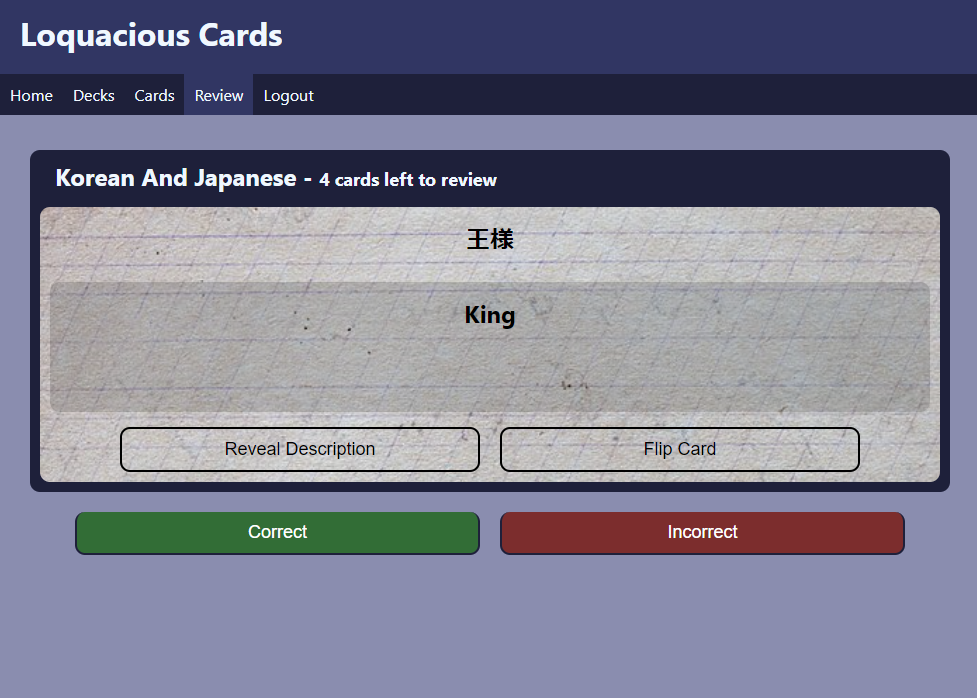 Loquacious Cards
Home Decks Cards Review Logout
Korean And Japanese - 4 cards left to review
王様
King
Reveal Description Flip Card
Correct Incorrect